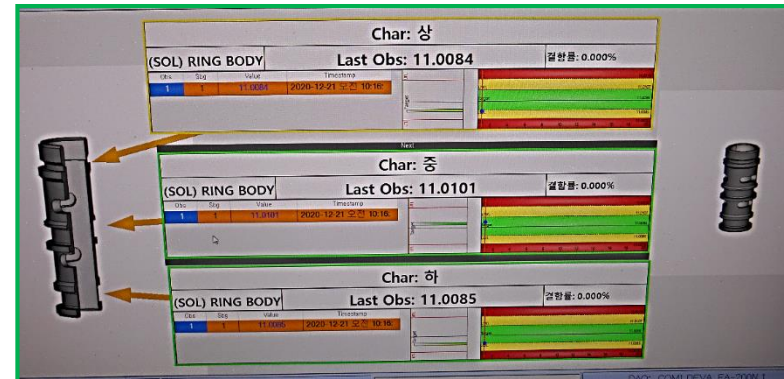 Char: 상
(SOL) RING BODY Last Obs: 11.0084 결함률: 0.000%
Obs Sbg Value Timestamp
1 1 11.0084 2020-12-21 오전 10:16:
Next
Char: 중
(SOL) RING BODY Last Obs: 11.0101 결함률: 0.000%
Obs Sbg Value Timestamp
1 1 11.0101 2020-12-21 오전 10:16:
Char: 하
(SOL) RING BODY Last Obs: 11.0085 결함률: 0.000%
Obs Sbg Value Timestamp
1 1 11.0085 2020-12-21 오전 10:16: